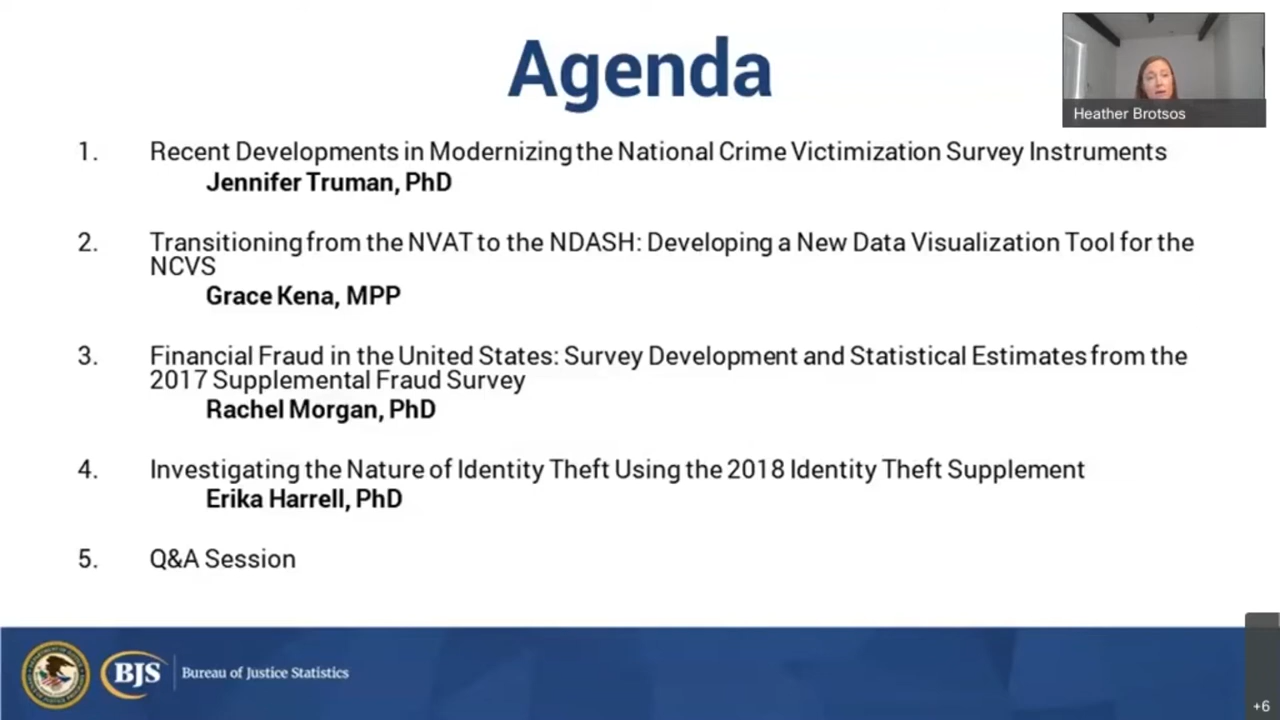 Agenda
Heather Brotsos
1. Recent Developments in Modernizing the National Crime Victimization Survey Instruments
Jennifer Truman, PhD
2. Transitioning from the NVAT to the NDASH: Developing a New Data Visualization Tool for the
NCVS
Grace Kena, MPP
3. Financial Fraud in the United States: Survey Development and Statistical Estimates from the
2017 Supplemental Fraud Survey
Rachel Morgan, PhD
4. Investigating the Nature of Identity Theft Using the 2018 Identity Theft Supplement
Erika Harrell, PhD
5. Q&A Session
BJS
Bureau of Justice Statistics
+6